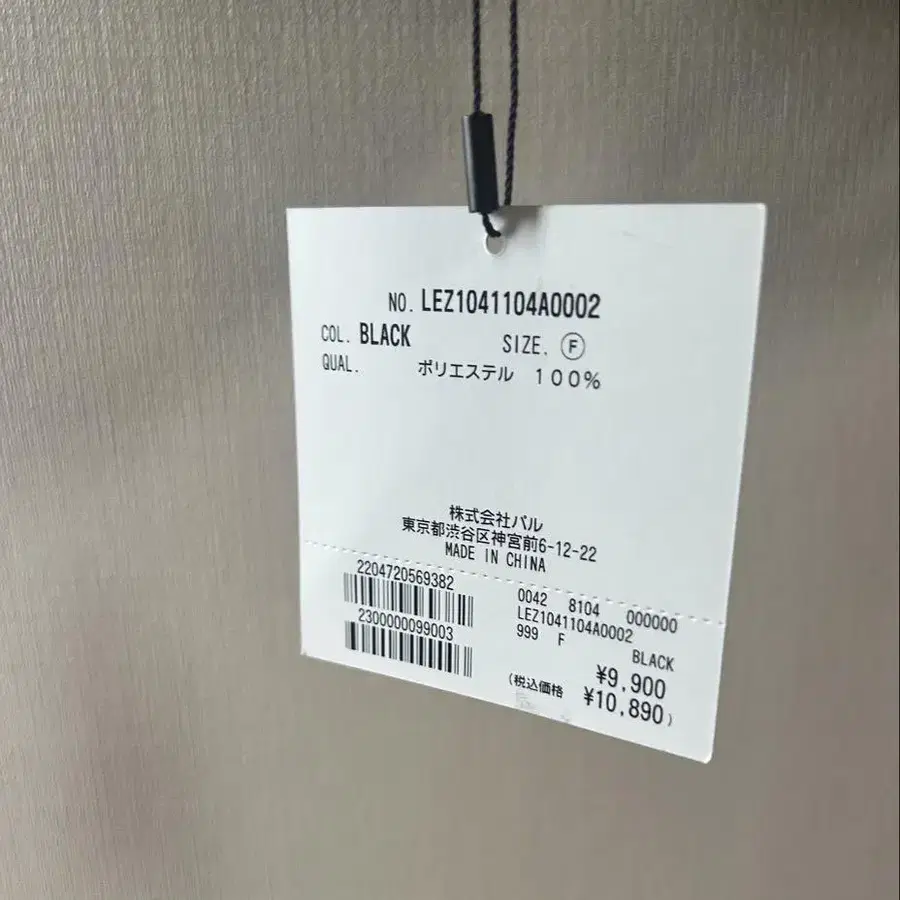 NO. LEZ1041104A0002
COL. BLACK SIZE. Ⓕ
QUAL. ポリエステル 100%
株式会社パル
東京都渋谷区神宮前6-12-22
MADE IN CHINA
2204720569382
2300000099003
0042 8104 000000
LEZ1041104A0002
999 F
BLACK
¥9,900
(税込価格 ¥10,890)